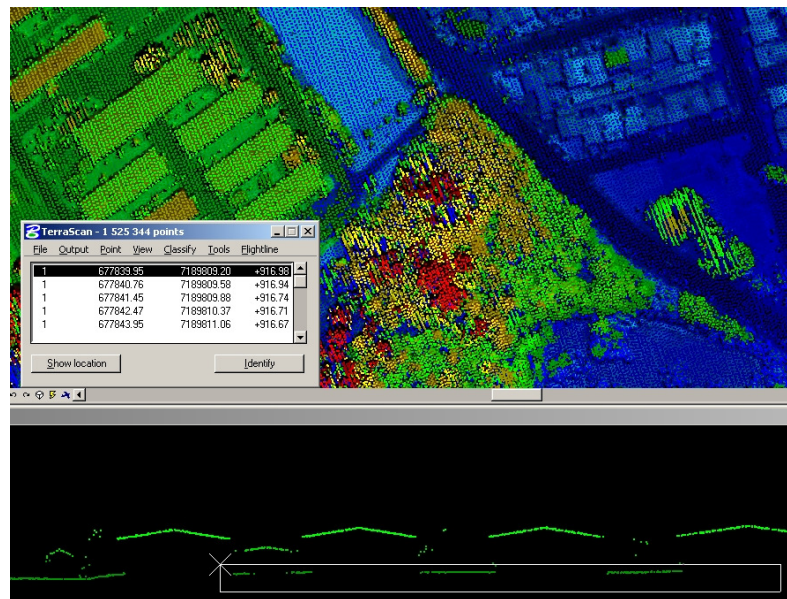 TerraScan - 1 525 344 points
File Output Point View Classify Tools Flightline
1 677839.95 7189809.20 +916.98
1 677840.76 7189809.58 +916.94
1 677841.45 7189809.88 +916.74
1 677842.47 7189810.37 +916.71
1 677843.95 7189811.06 +916.67
Show location Identify